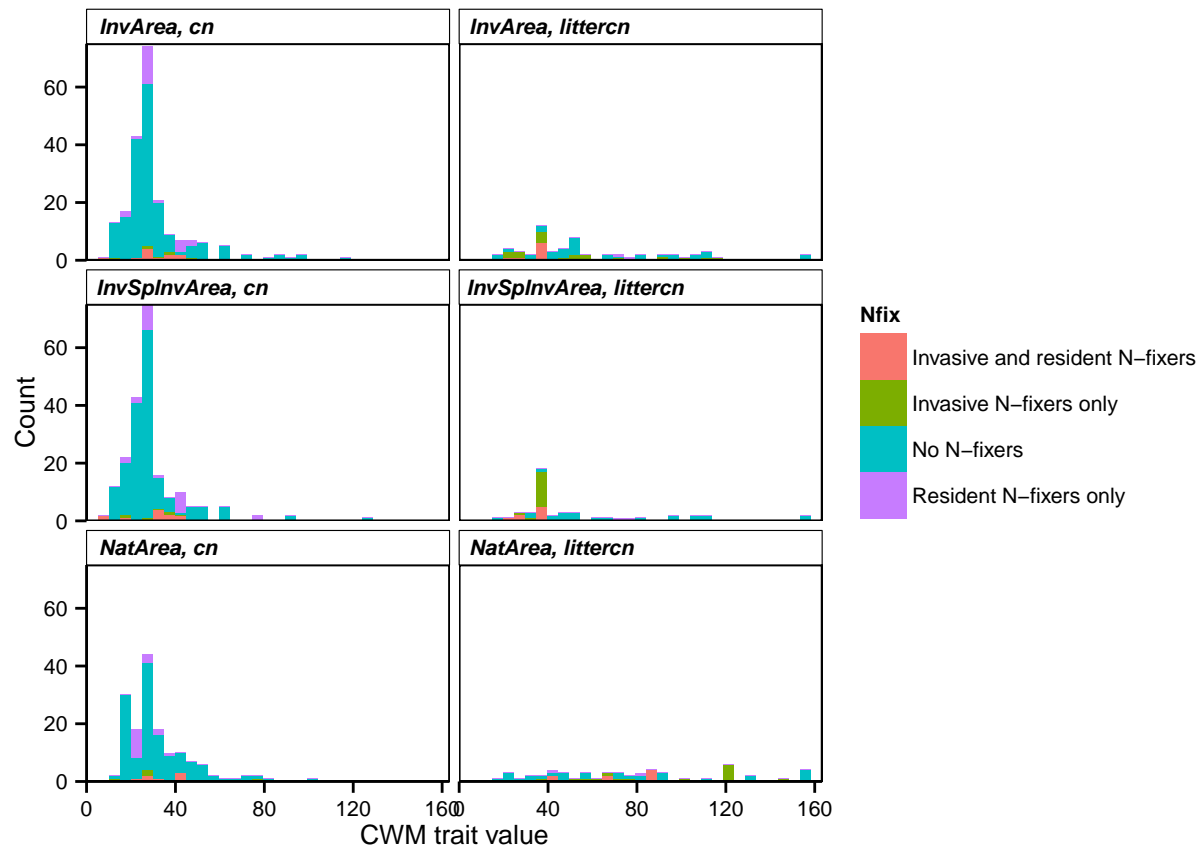 InvArea, cn
InvArea, littercn
60
40
20
0
InvSpInvArea, cn
InvSpInvArea, littercn
60
40
20
0
NatArea, cn
NatArea, littercn
60
40
20
0
0 40 80 120 160
0 40 80 120 160
CWM trait value
Count
Nfix
Invasive and resident N−fixers
Invasive N−fixers only
No N−fixers
Resident N−fixers only